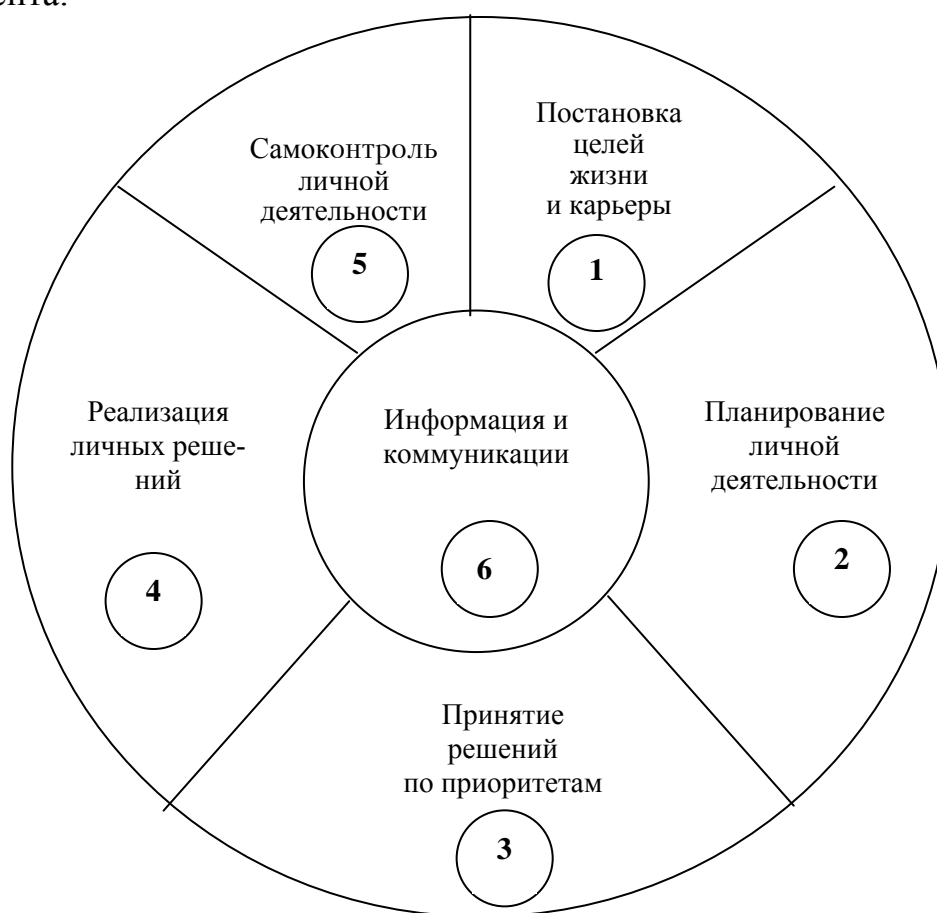 Постановка
целей
жизни
и карьеры
1
Планирование
личной
деятельности
2
Принятие
решений
по приоритетам
3
Реализация
личных реше-
ний
4
Самоконтроль
личной
деятельности
5
Информация и
коммуникации
6